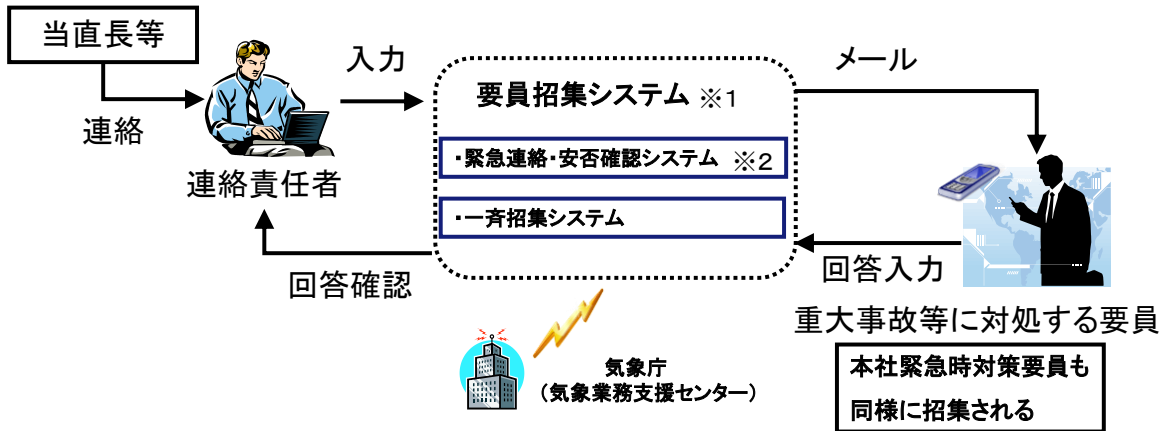 当直長等
連絡
連絡責任者
入力
要員招集システム ※1
・緊急連絡・安否確認システム ※2
・一斉招集システム
メール
回答入力
回答確認
重大事故等に対処する要員
本社緊急時対策要員も
同様に招集される
気象庁
(気象業務支援センター)